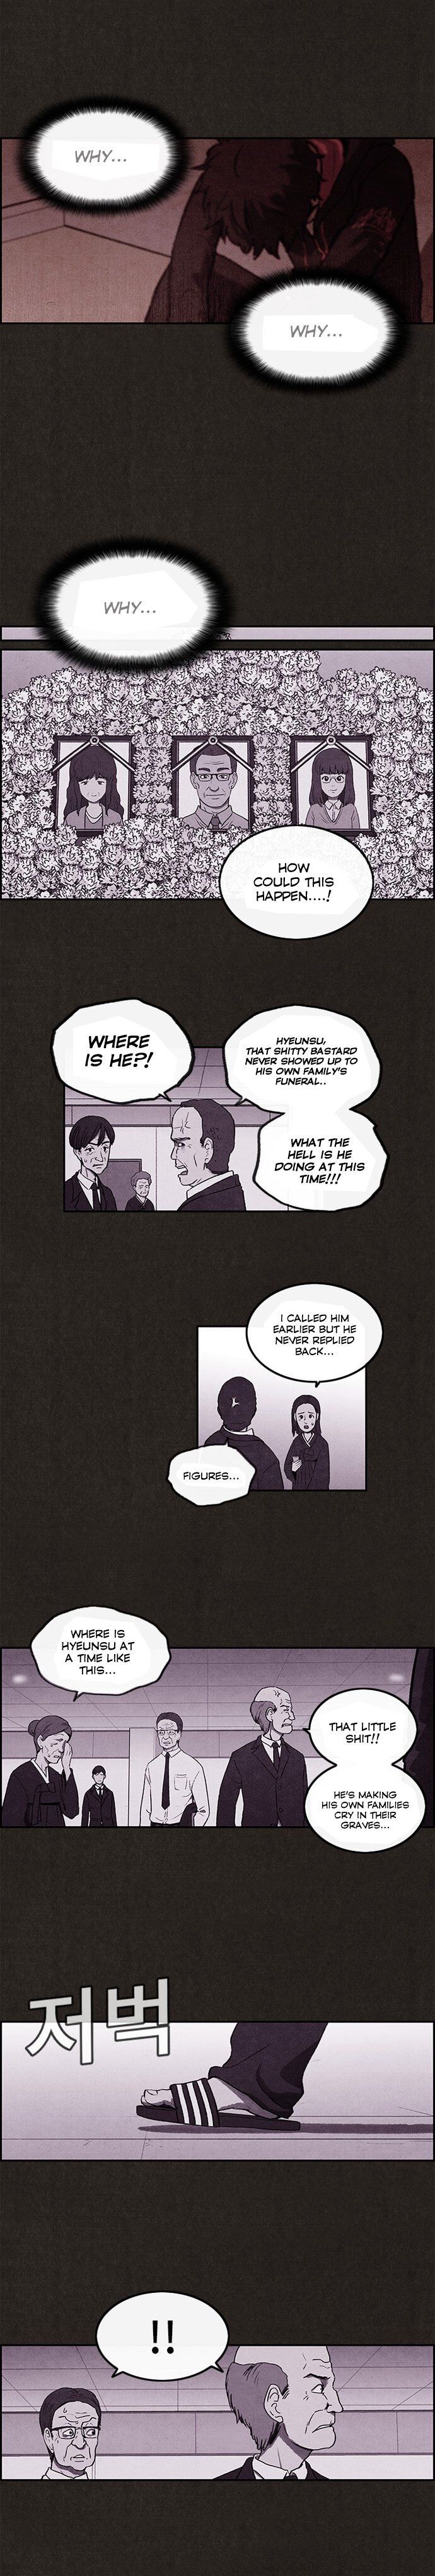 WHY...
WHY...
WHY...
HOW
COULD THIS
HAPPEN....!
WHERE
IS HE?!
HYEUNSU,
THAT SHITTY BASTARD
NEVER SHOWED UP TO
HIS OWN FAMILY'S
FUNERAL..
WHAT THE
HELL IS HE
DOING AT THIS
TIME!!!
I CALLED HIM
EARLIER BUT HE
NEVER REPLIED
BACK...
FIGURES...
WHERE IS
HYEUNSU AT
A TIME LIKE
THIS...
THAT LITTLE
SHIT!!
HE'S MAKING
HIS OWN FAMILIES
CRY IN THEIR
GRAVES...
저벅
!!